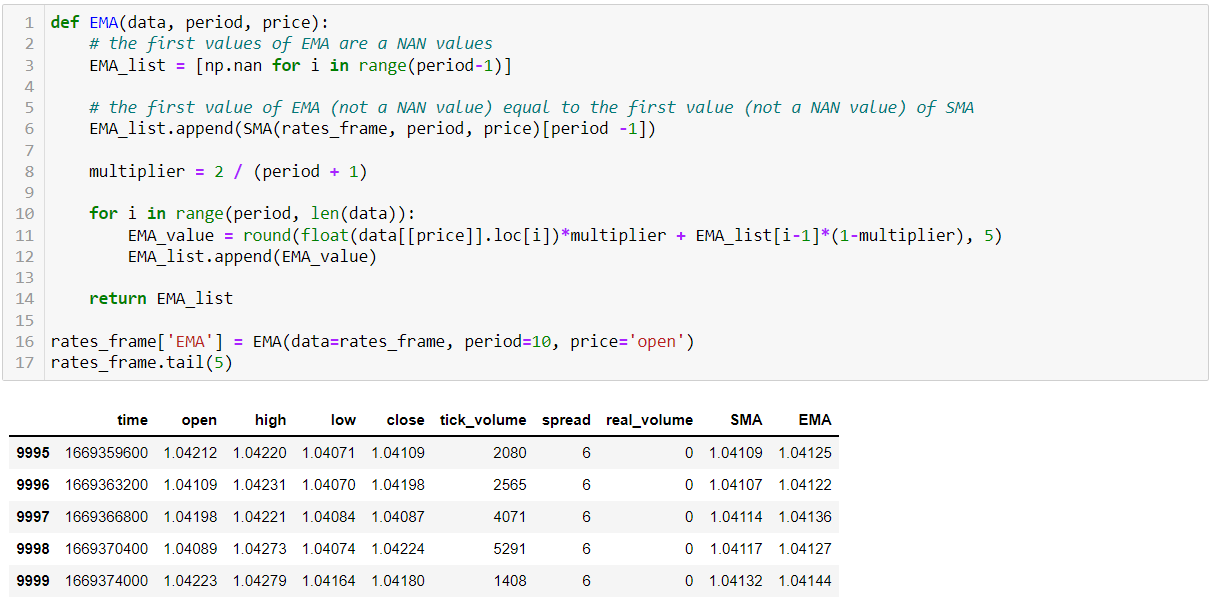 1 def EMA(data, period, price):
2 # the first values of EMA are a NAN values
3 EMA_list = [np.nan for i in range(period-1)]
4
5 # the first value of EMA (not a NAN value) equal to the first value (not a NAN value) of SMA
6 EMA_list.append(SMA(rates_frame, period, price)[period -1])
7
8 multiplier = 2 / (period + 1)
9
10 for i in range(period, len(data)):
11 EMA_value = round(float(data[[price]].loc[i])*multiplier + EMA_list[i-1]*(1-multiplier), 5)
12 EMA_list.append(EMA_value)
13
14 return EMA_list
15
16 rates_frame['EMA'] = EMA(data=rates_frame, period=10, price='open')
17 rates_frame.tail(5)
time open high low close tick_volume spread real_volume SMA EMA
9995 1669359600 1.04212 1.04220 1.04071 1.04109 2080 6 0 1.04109 1.04125
9996 1669363200 1.04109 1.04231 1.04070 1.04198 2565 6 0 1.04107 1.04122
9997 1669366800 1.04198 1.04221 1.04084 1.04087 4071 6 0 1.04114 1.04136
9998 1669370400 1.04089 1.04273 1.04074 1.04224 5291 6 0 1.04117 1.04127
9999 1669374000 1.04223 1.04279 1.04164 1.04180 1408 6 0 1.04132 1.04144